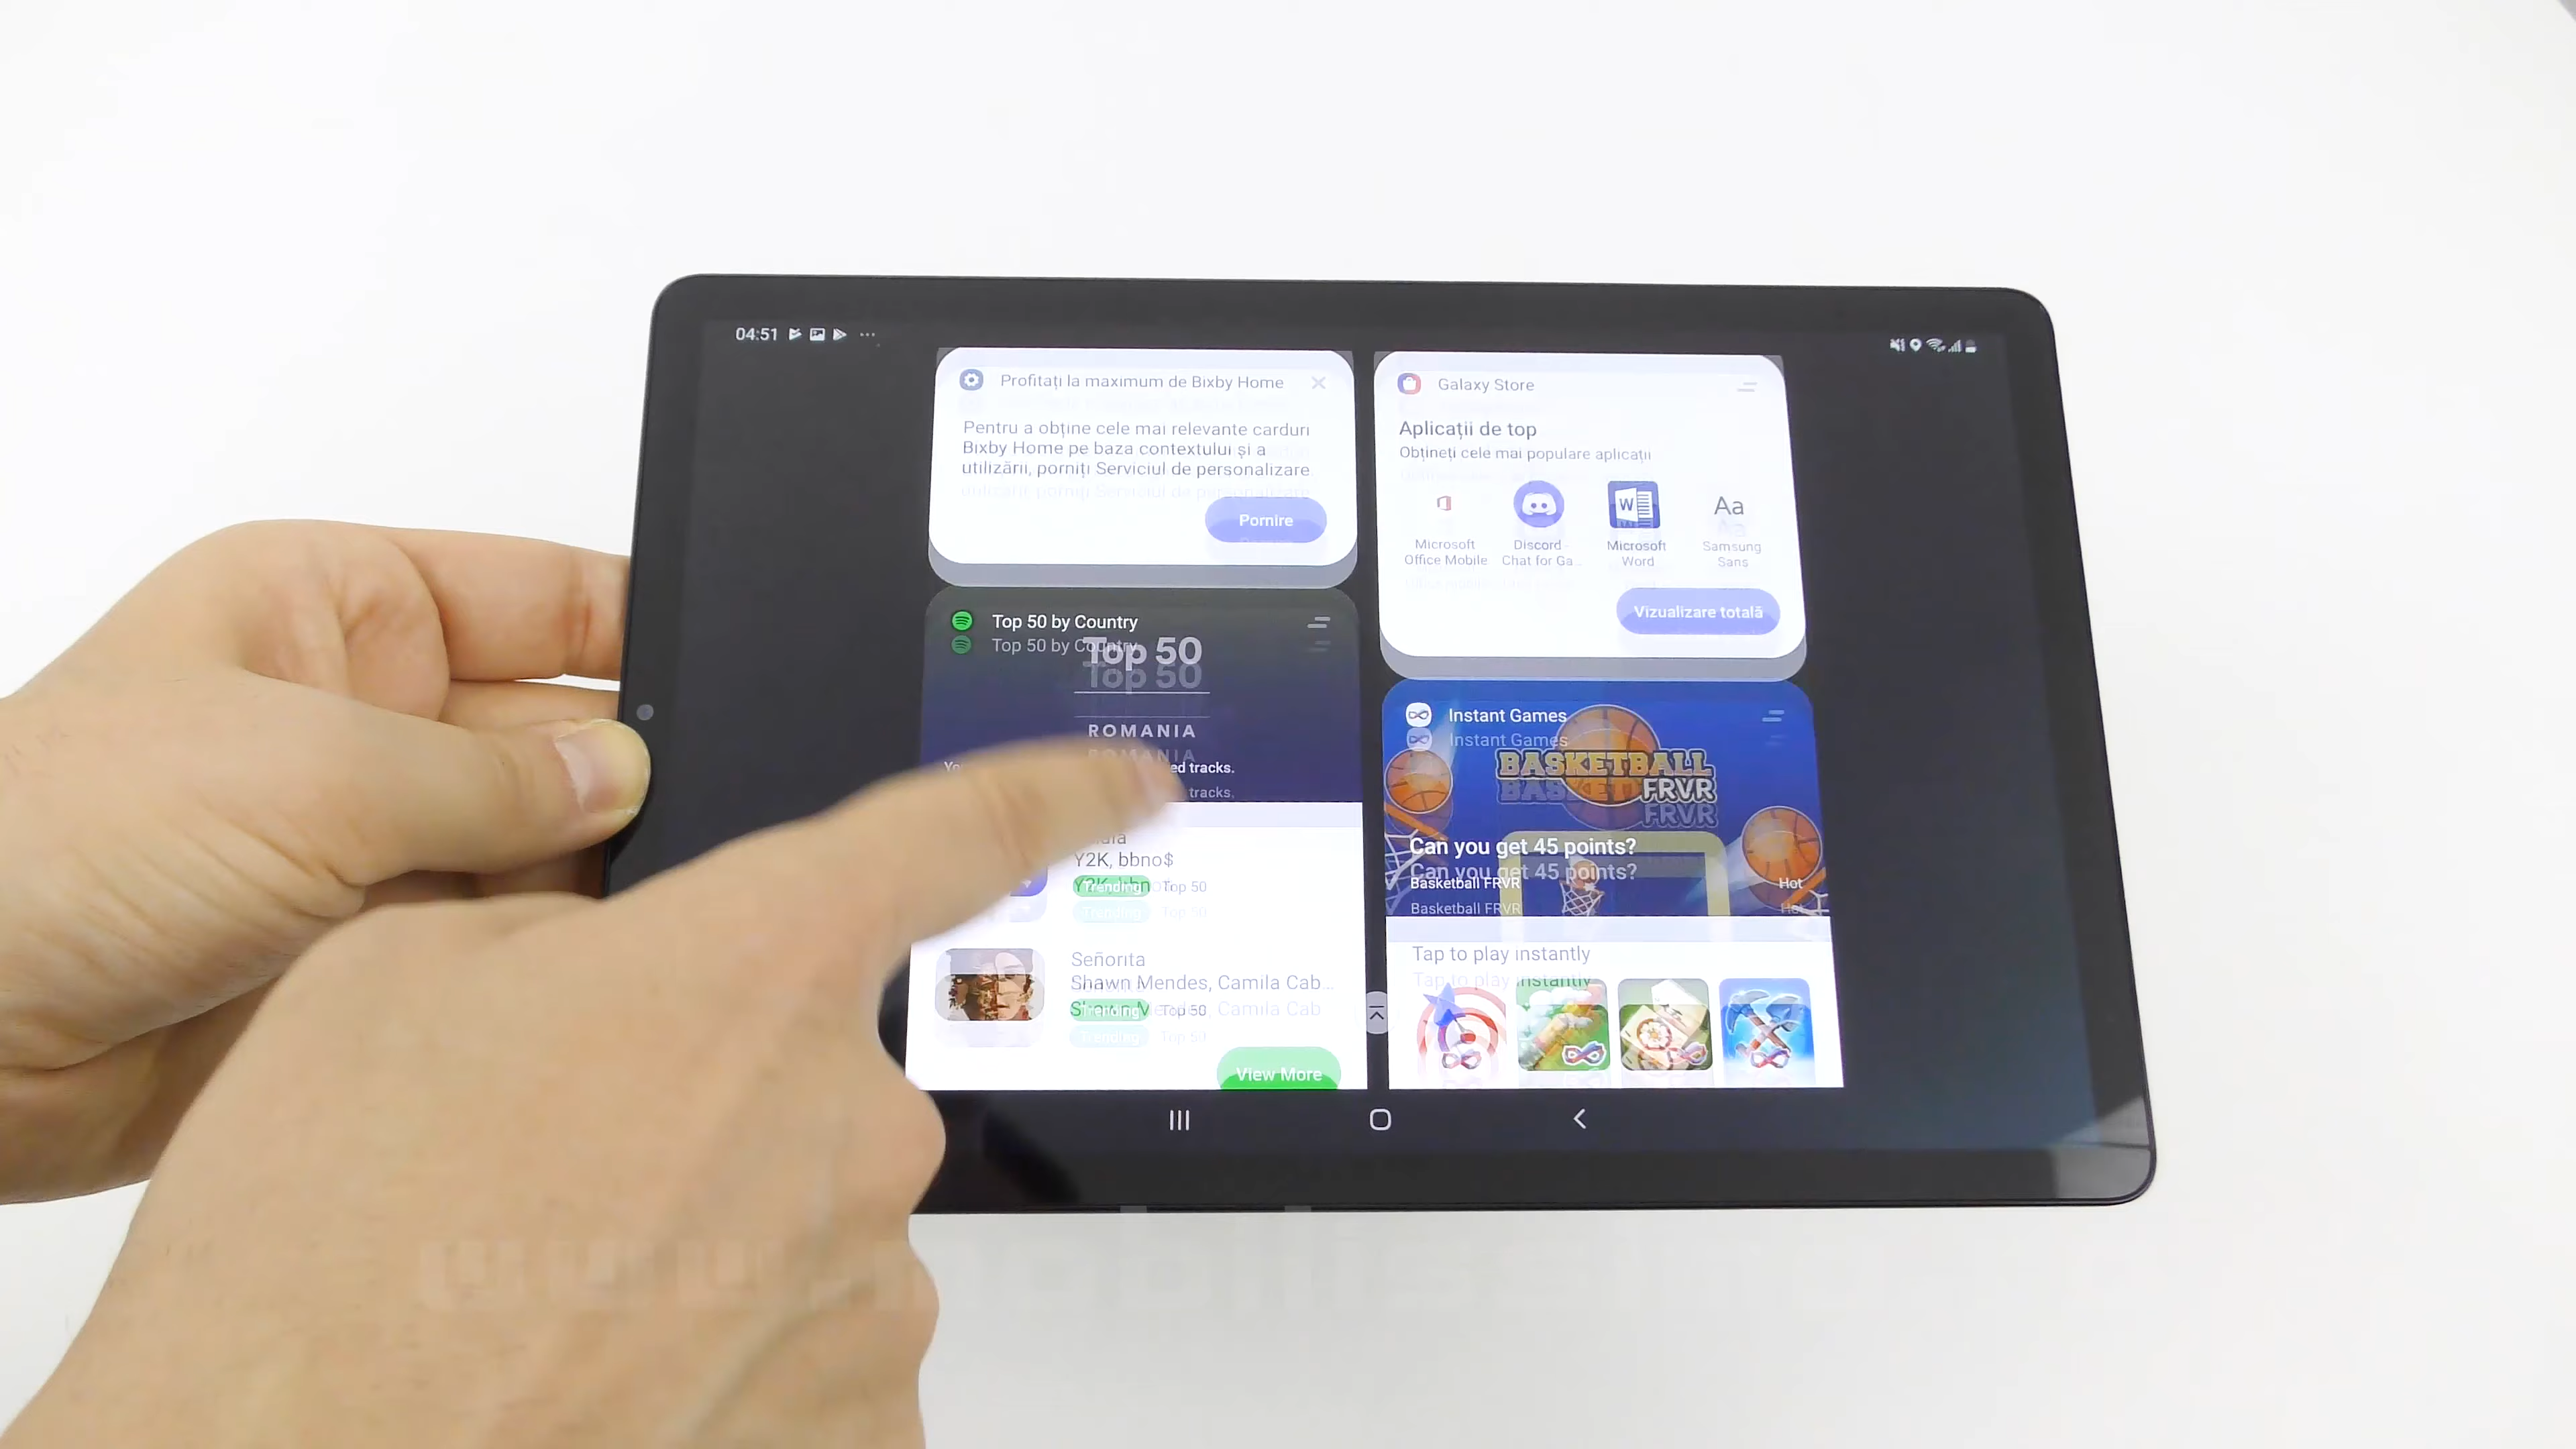 04:51
Profitați la maximum de Bixby Home
Pentru a obține cele mai relevante carduri
Bixby Home pe baza contextului și a
utilizării, porniți Serviciul de personalizare
Pornire
Galaxy Store
Aplicații de top
Obțineți cele mai populare aplicații
Aa
Microsoft
Office Mobile
Discord -
Chat for Ga...
Microsoft
Word
Samsung
Sans
Vizualizare totală
Top 50 by Country
Top 50
ROMANIA
tracks.
Y2K, bbno$
Trending Top 50
Señorita
Shawn Mendes, Camila Cab...
Trending Top 50
View More
Instant Games
BASKETBALL
FRVR
Can you get 45 points?
Basketball FRVR
Hot
Tap to play instantly